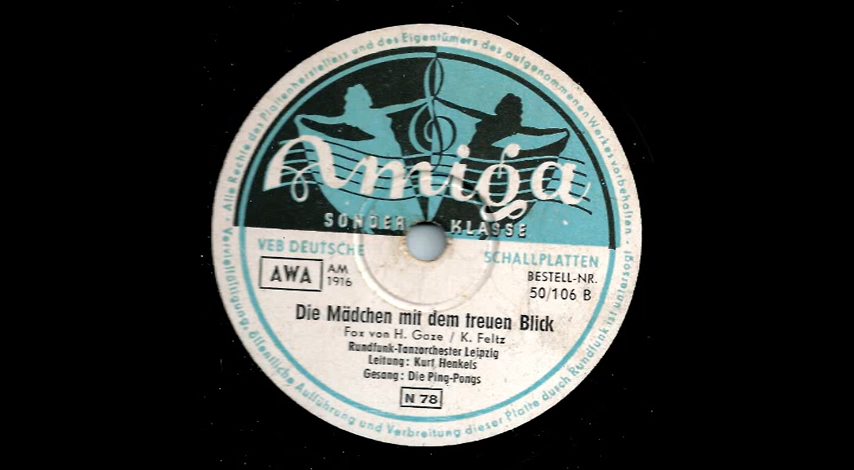 Alle Rechte des Plattenherstellers und des Eigentümers des aufgenommenen Werkes vorbehalten -
Amiga
SONDER KLASSE
VEB DEUTSCHE SCHALLPLATTEN
AWA AM 1916
BESTELL-NR.
50/106 B
Die Mädchen mit dem treuen Blick
Fox von H. Gaze / K. Feltz
Rundfunk-Tanzorchester Leipzig
Leitung: Kurt Henkels
Gesang: Die Ping-Pongs
N 78
- Vervielfältigung, öffentliche Aufführung und Verbreitung dieser Platte durch Rundfunk ist untersagt -